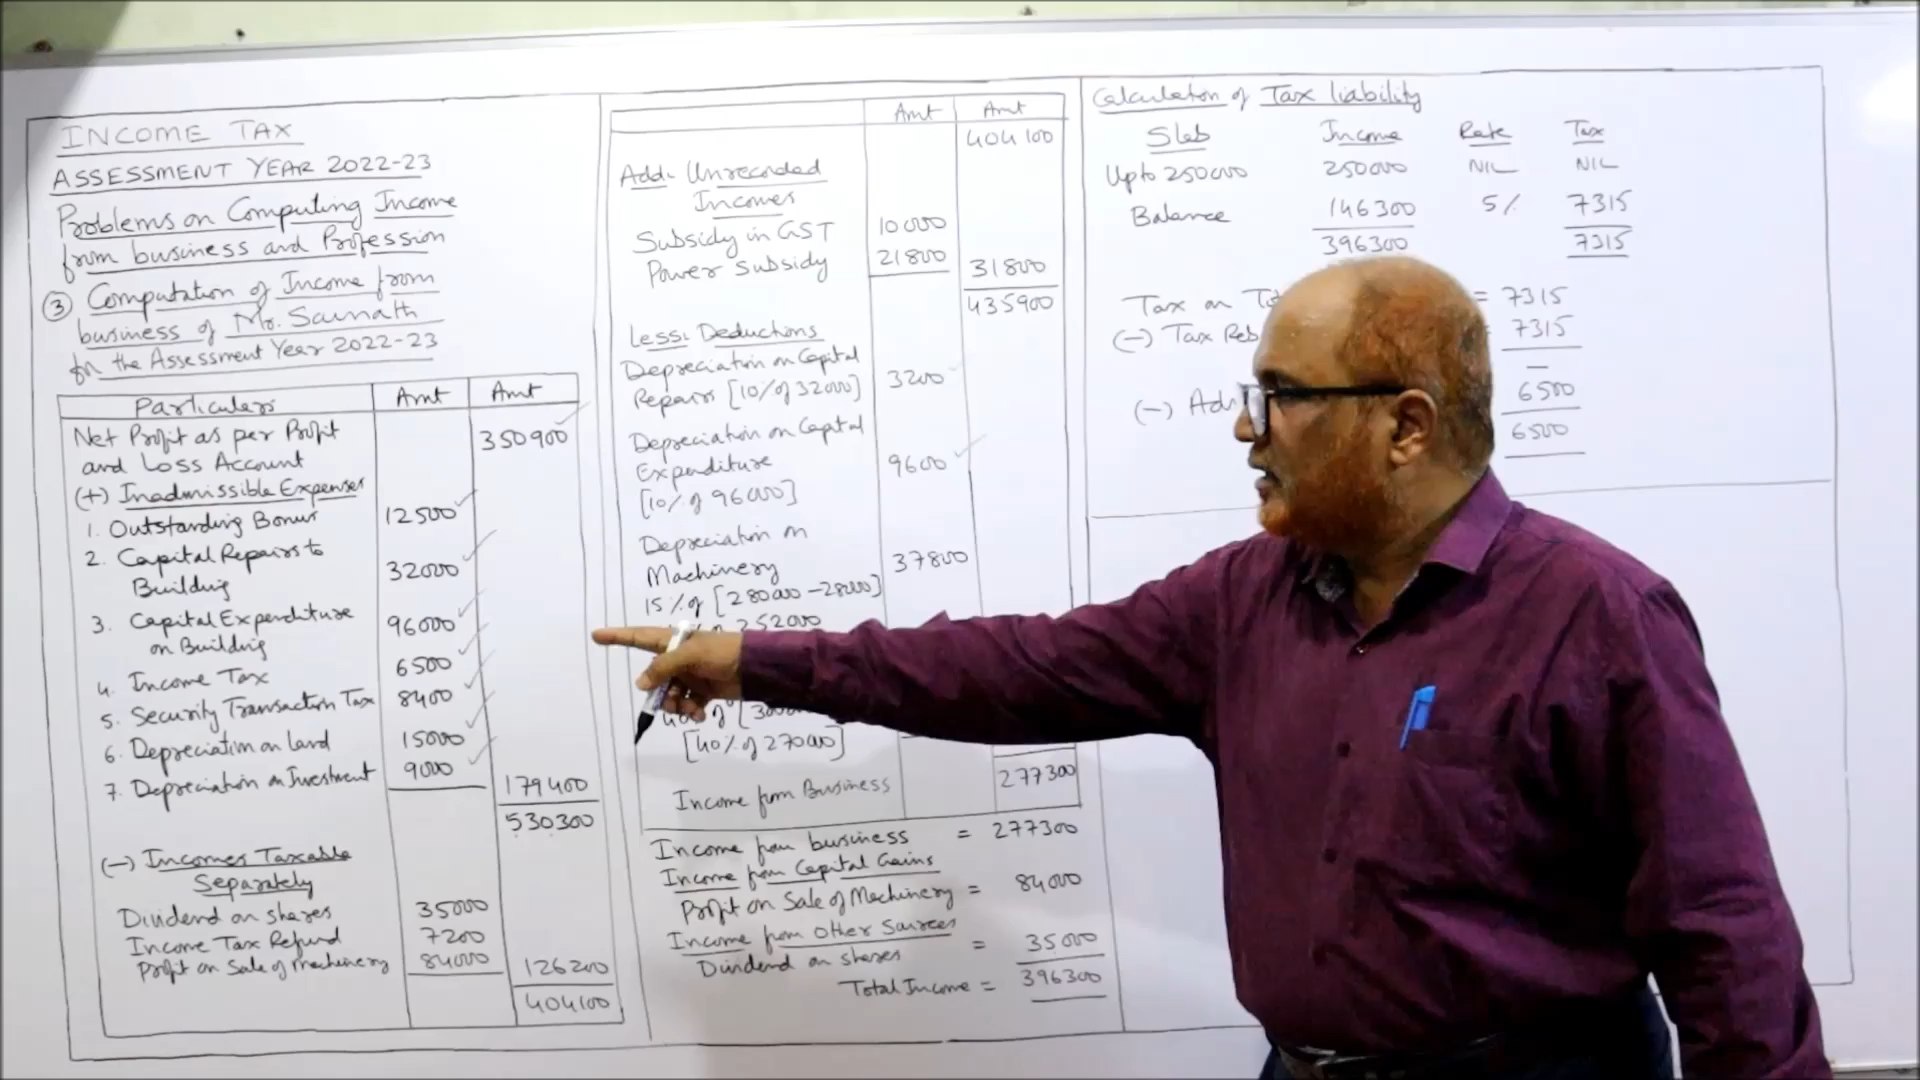 INCOME TAX
ASSESSMENT YEAR 2022-23
Problems on Computing Income
from business and Profession
③ Computation of Income from
business of Mr. Sainath
for the Assessment Year 2022-23
Particulars Amt Amt
Net Profit as per Profit
and Loss Account 350900
(+) Inadmissible Expenses
1. Outstanding Bonus 12500
2. Capital Repairs to
Building 32000
3. Capital Expenditure
on Building 96000
4. Income Tax 6500
5. Security Transaction Tax 8400
6. Depreciation on Land 15000
7. Depreciation on Investment 9000 179400
530300
(-) Incomes Taxable
Separately
Dividend on shares 35000
Income Tax Refund 7200
Profit on Sale of Machinery 84000 126200
404100
Amt Amt
404100
Add: Unrecorded
Incomes
Subsidy in GST 10000
Power Subsidy 21800 31800
435900
Less: Deductions
Depreciation on Capital
Repairs [10% of 32000] 3200
Depreciation on Capital
Expenditure 9600
[10% of 96000]
Depreciation on
Machinery 37800
15% of [280000-28000]
252000
40% of
[40% of 270000]
Income from Business 277300
Income from business = 277300
Income from Capital Gains
Profit on Sale of Machinery = 84000
Income from Other Sources
Dividend on shares = 35000
Total Income = 396300
Calculation of Tax liability
Slab Income Rate Tax
Upto 250000 250000 NIL NIL
Balance 146300 5% 7315
396300 7315
Tax on = 7315
(-) Tax = 7315
-
(-) 6500
6500